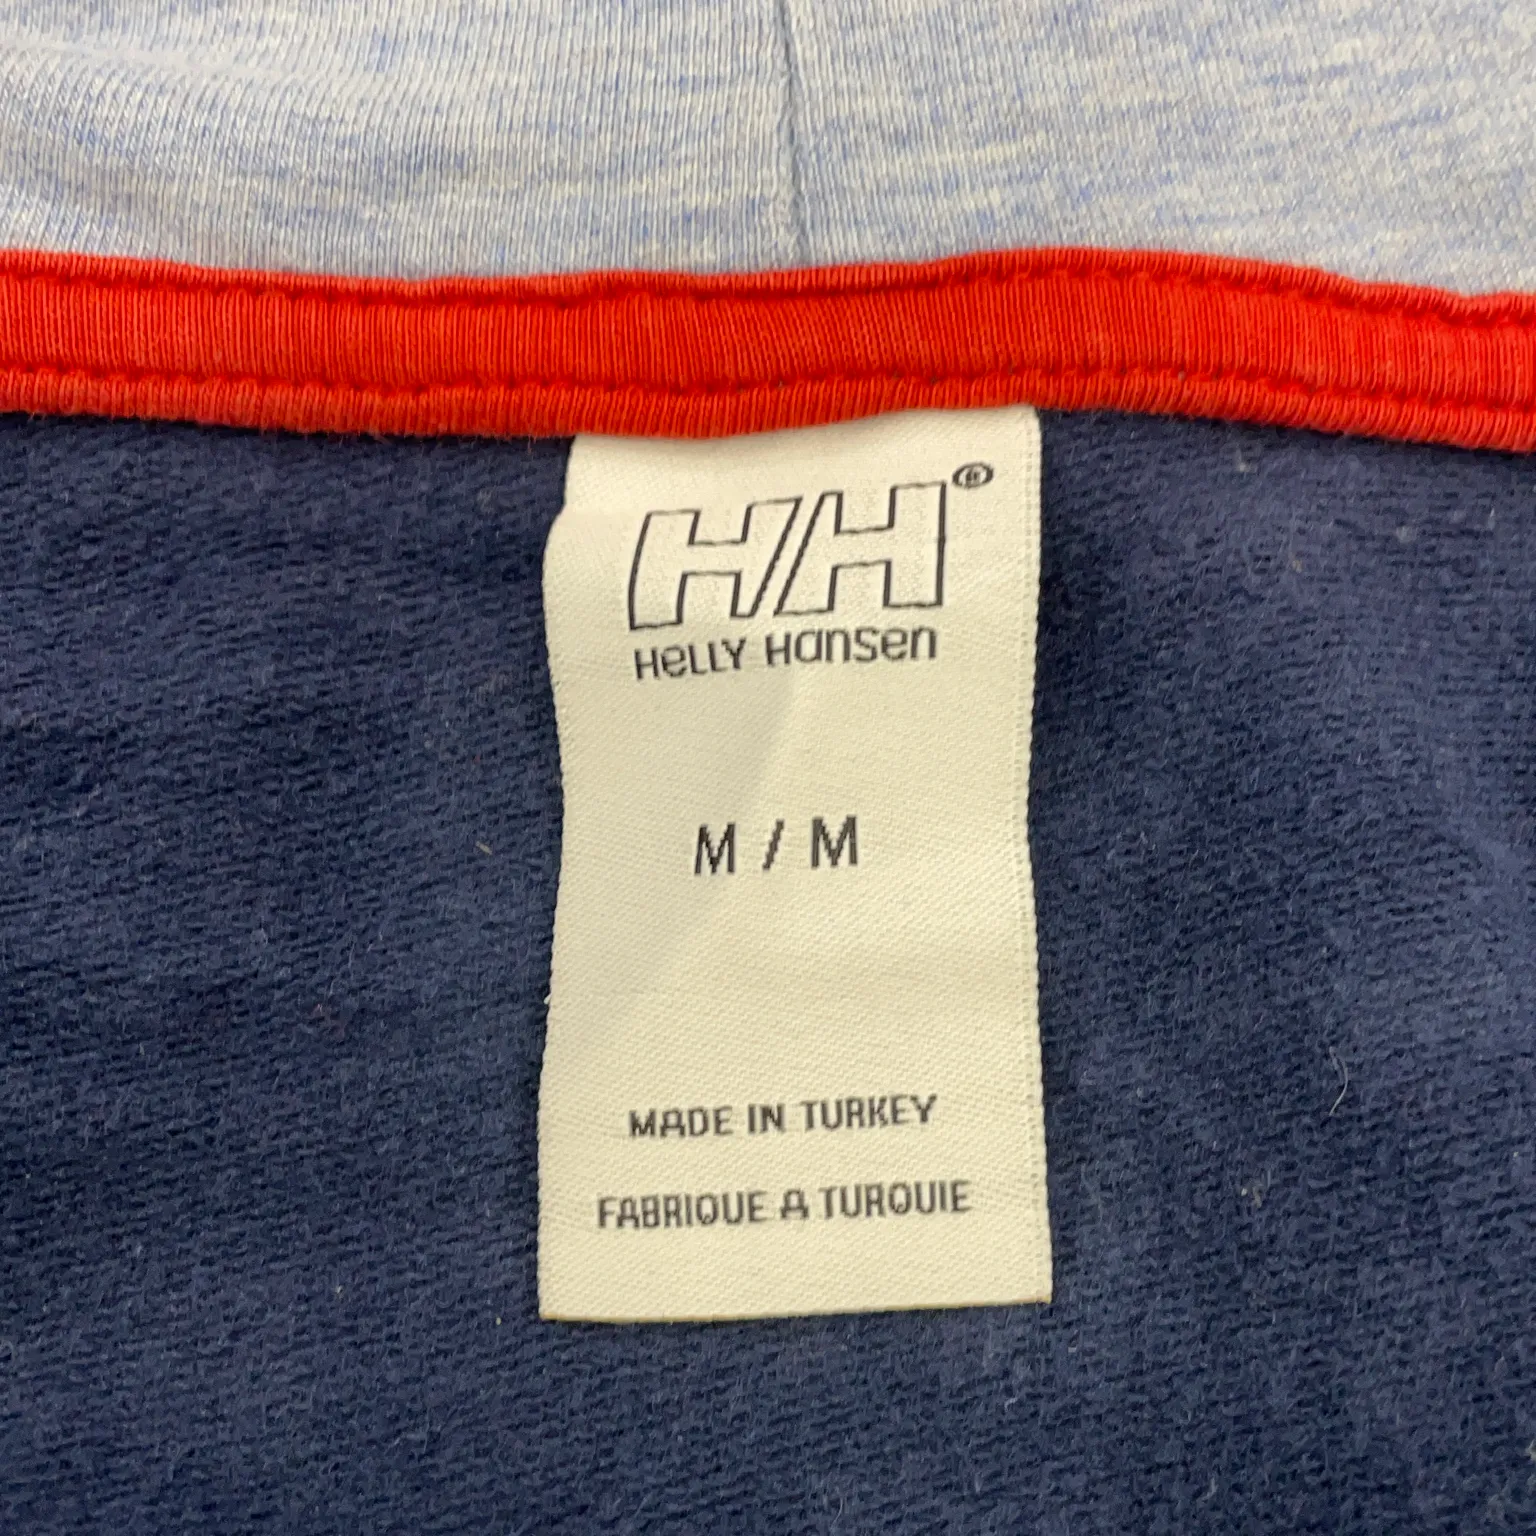 HH®
HELLY HANSEN
M / M
MADE IN TURKEY
FABRIQUE A TURQUIE